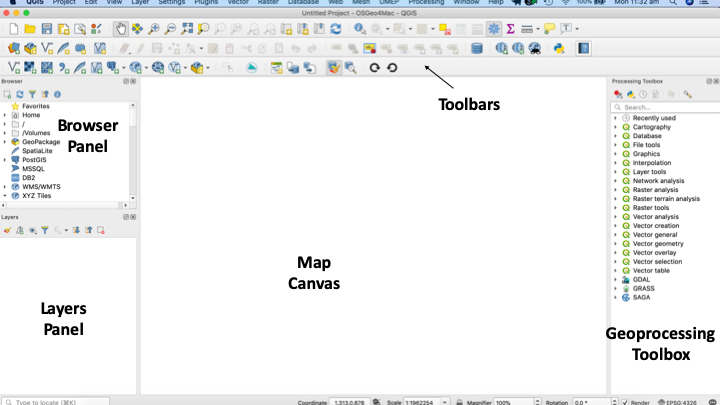 QGIS Project Edit View Layer Settings Plugins Vector Raster Database Web Mesh UMEP Processing Window Help 100% Mon 11:32 am
Untitled Project - OSGeo4Mac - QGIS
Toolbars
Browser
Favorites
Home
/
/Volumes
GeoPackage
SpatiaLite
PostGIS
MSSQL
DB2
WMS/WMTS
XYZ Tiles
Browser
Panel
Layers
Layers
Panel
Map
Canvas
Processing Toolbox
Search...
Recently used
Cartography
Database
File tools
Graphics
Interpolation
Layer tools
Network analysis
Raster analysis
Raster terrain analysis
Raster tools
Vector analysis
Vector creation
Vector general
Vector geometry
Vector overlay
Vector selection
Vector table
GDAL
GRASS
SAGA
Geoprocessing
Toolbox
Type to locate (⌘K) Coordinate 1.313,0.876 Scale 1:1962254 Magnifier 100% Rotation 0.0 ° Render EPSG:4326